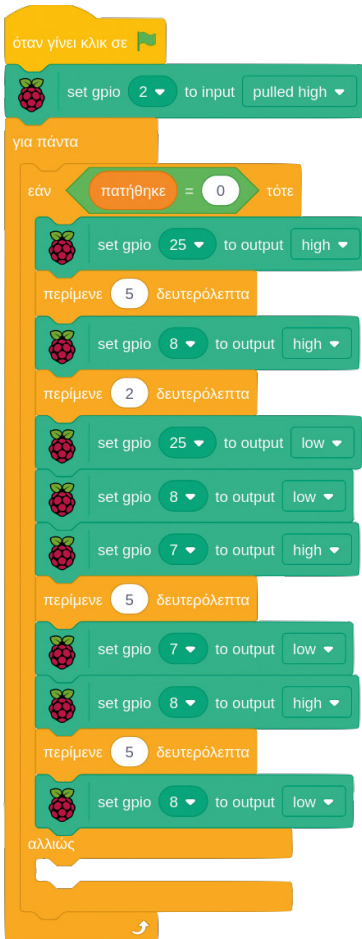 όταν γίνει κλικ σε
set gpio 2 to input pulled high
για πάντα
εάν πατήθηκε = 0 τότε
set gpio 25 to output high
περίμενε 5 δευτερόλεπτα
set gpio 8 to output high
περίμενε 2 δευτερόλεπτα
set gpio 25 to output low
set gpio 8 to output low
set gpio 7 to output high
περίμενε 5 δευτερόλεπτα
set gpio 7 to output low
set gpio 8 to output high
περίμενε 5 δευτερόλεπτα
set gpio 8 to output low
αλλιώς